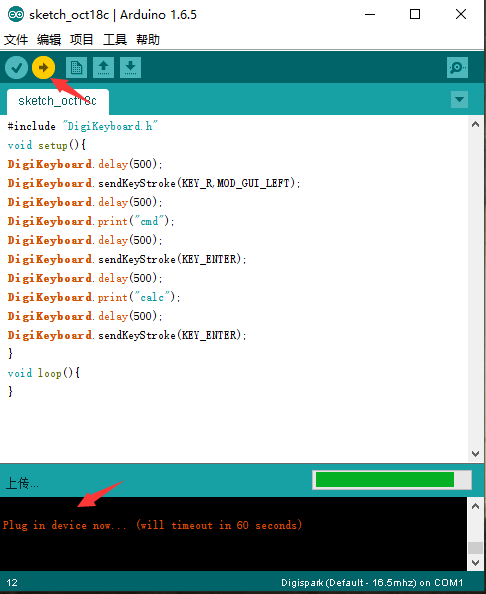 sketch_oct18c | Arduino 1.6.5
文件 编辑 项目 工具 帮助
sketch_oct18c
#include "DigiKeyboard.h"
void setup(){
DigiKeyboard.delay(500);
DigiKeyboard.sendKeyStroke(KEY_R,MOD_GUI_LEFT);
DigiKeyboard.delay(500);
DigiKeyboard.print("cmd");
DigiKeyboard.delay(500);
DigiKeyboard.sendKeyStroke(KEY_ENTER);
DigiKeyboard.delay(500);
DigiKeyboard.print("calc");
DigiKeyboard.delay(500);
DigiKeyboard.sendKeyStroke(KEY_ENTER);
}
void loop(){
}
上传...
Plug in device now... (will timeout in 60 seconds)
12 Digispark (Default - 16.5mhz) on COM1